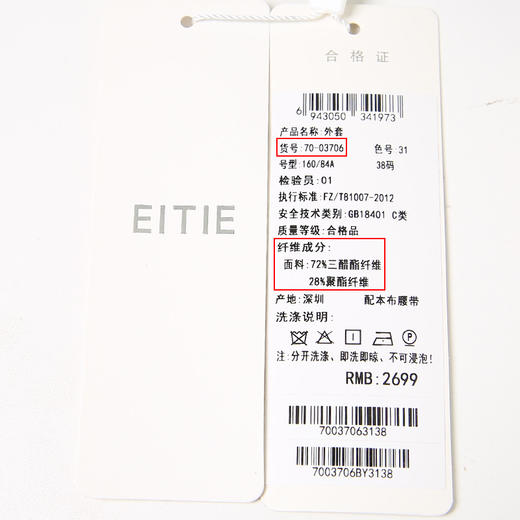 EITIE
合格证
6 943050 341973
产品名称:外套
货号:70-03706 色号:31
号型:160/84A 38码
检验员:01
执行标准:FZ/T81007-2012
安全技术类别:GB18401 C类
质量等级:合格品
纤维成分:
面料:72%三醋酯纤维
28%聚酯纤维
产地:深圳 配本布腰带
洗涤说明:
P
注:分开洗涤、即洗即晾、不可浸泡!
RMB:2699
70037063138
7003706BY3138